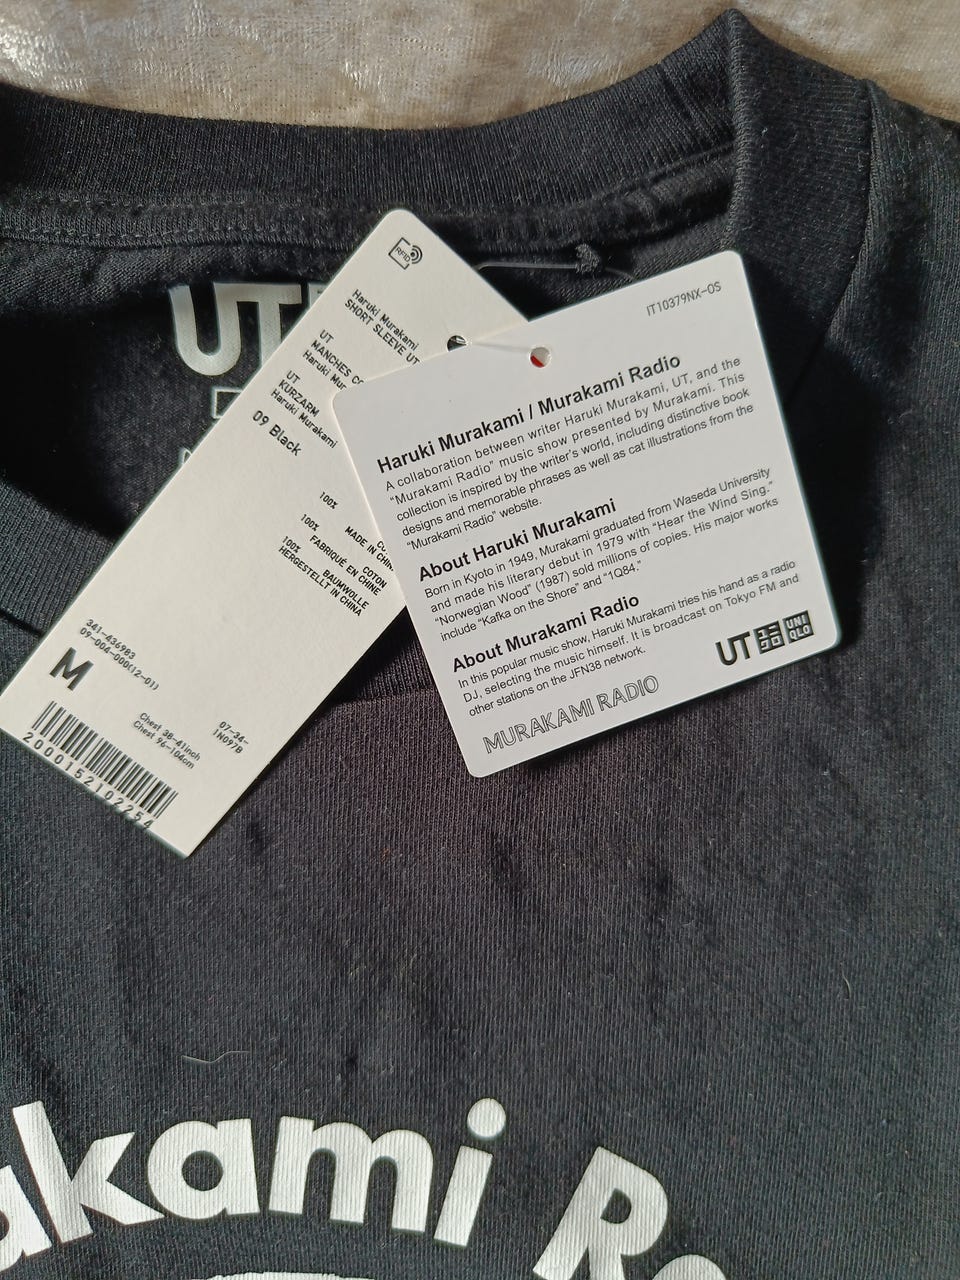 UT
RFID
Haruki Murakami
SHORT SLEEVE UT
UT
MANCHES
Haruki
UT
KURZARM
Haruki Murakami
09 Black
100%
MADE IN CHINA
100% COTON
FABRIQUÉ EN CHINE
100% BAUMWOLLE
HERGESTELLT IN CHINA
341-436983
09-004-000(12-01)
M
Chest 38-41inch
Chest 96-104cm
07-34-
1N097B
2000152102254
IT10379NX-OS
Haruki Murakami / Murakami Radio
A collaboration between writer Haruki Murakami, UT, and the
“Murakami Radio” music show presented by Murakami. This
collection is inspired by the writer's world, including distinctive book
designs and memorable phrases as well as cat illustrations from the
“Murakami Radio” website.
About Haruki Murakami
Born in Kyoto in 1949, Murakami graduated from Waseda University
and made his literary debut in 1979 with “Hear the Wind Sing.”
“Norwegian Wood” (1987) sold millions of copies. His major works
include “Kafka on the Shore” and “1Q84.”
About Murakami Radio
In this popular music show, Haruki Murakami tries his hand as a radio
DJ, selecting the music himself. It is broadcast on Tokyo FM and
other stations on the JFN38 network.
MURAKAMI RADIO
UT ユニクロ UNIQLO
akami Ra